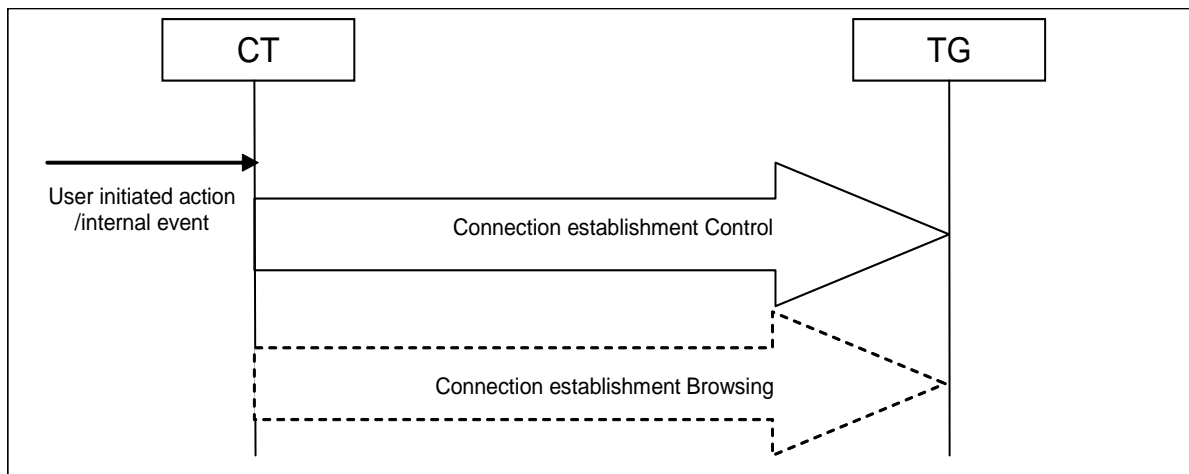 CT
TG
User initiated action
/internal event
Connection establishment Control
Connection establishment Browsing